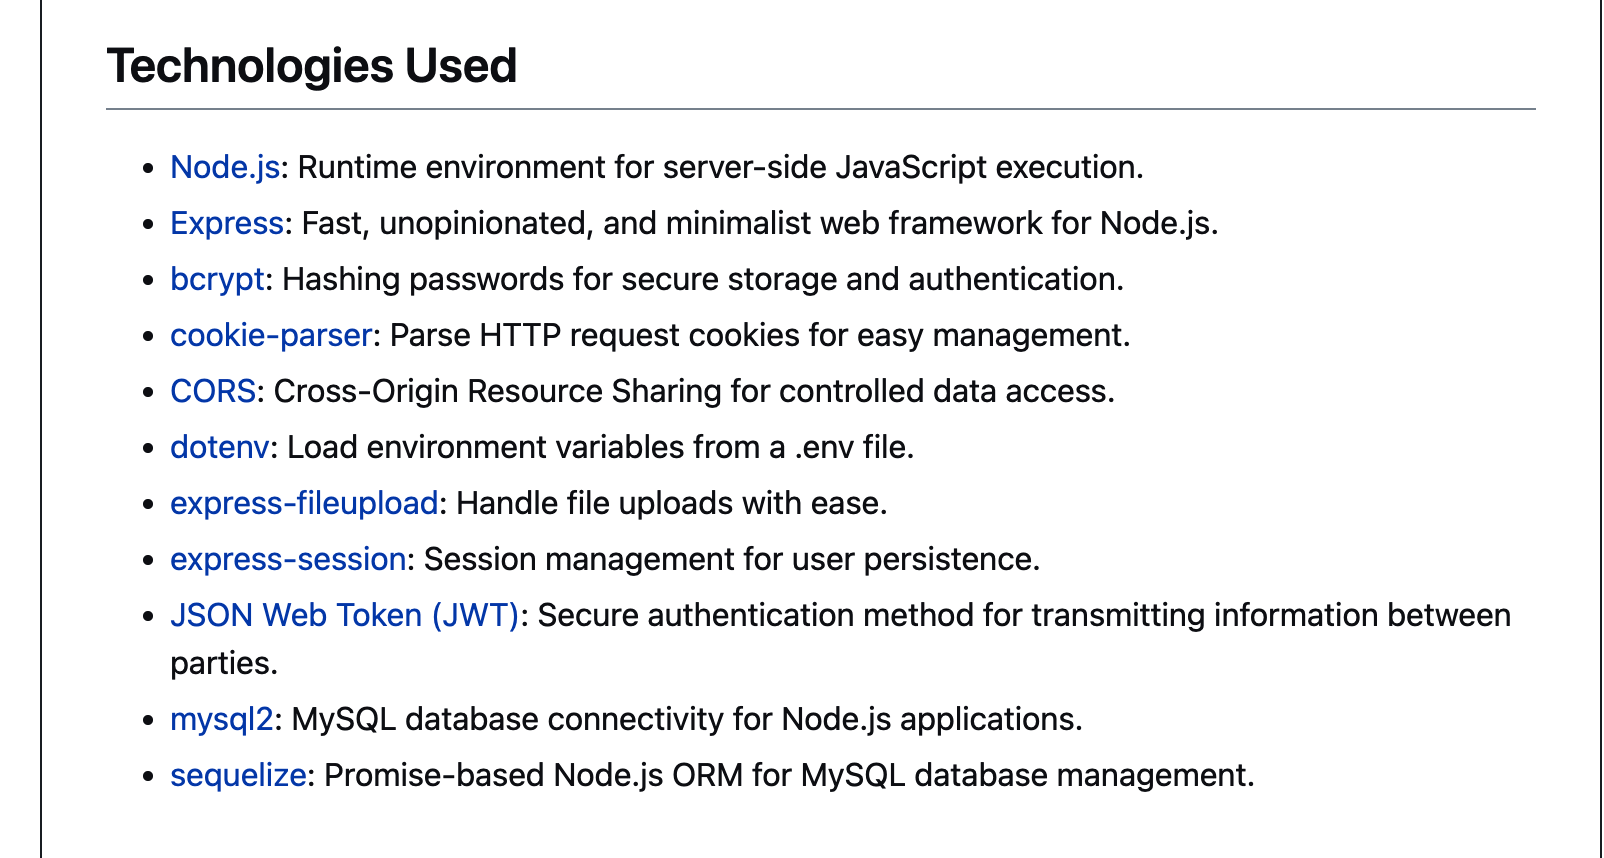 Technologies Used
Node.js: Runtime environment for server-side JavaScript execution.
Express: Fast, unopinionated, and minimalist web framework for Node.js.
bcrypt: Hashing passwords for secure storage and authentication.
cookie-parser: Parse HTTP request cookies for easy management.
CORS: Cross-Origin Resource Sharing for controlled data access.
dotenv: Load environment variables from a .env file.
express-fileupload: Handle file uploads with ease.
express-session: Session management for user persistence.
JSON Web Token (JWT): Secure authentication method for transmitting information between
parties.
mysql2: MySQL database connectivity for Node.js applications.
sequelize: Promise-based Node.js ORM for MySQL database management.